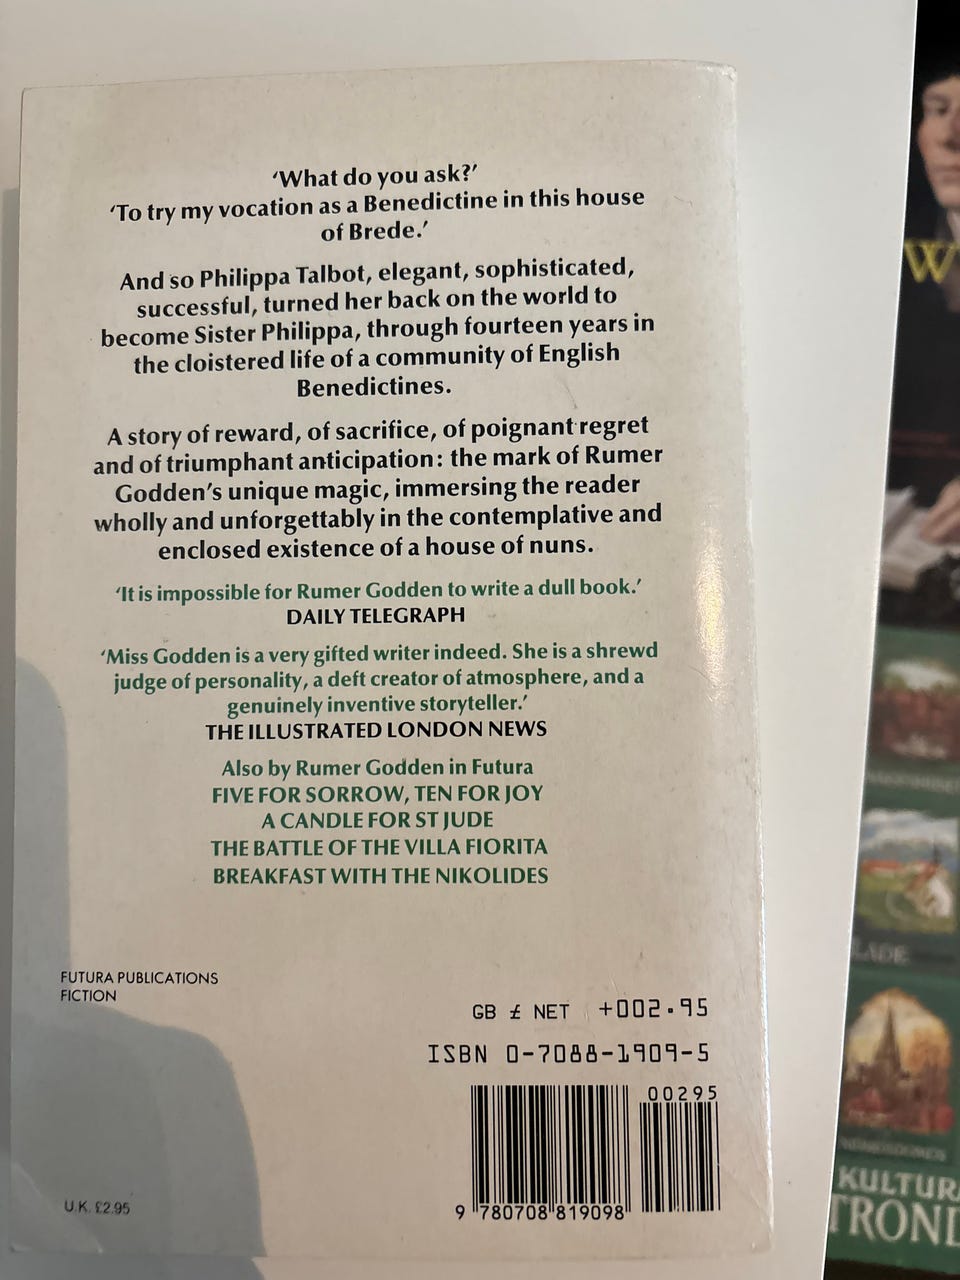 ‘What do you ask?’
‘To try my vocation as a Benedictine in this house
of Brede.’
And so Philippa Talbot, elegant, sophisticated,
successful, turned her back on the world to
become Sister Philippa, through fourteen years in
the cloistered life of a community of English
Benedictines.
A story of reward, of sacrifice, of poignant regret
and of triumphant anticipation: the mark of Rumer
Godden’s unique magic, immersing the reader
wholly and unforgettably in the contemplative and
enclosed existence of a house of nuns.
‘It is impossible for Rumer Godden to write a dull book.’
DAILY TELEGRAPH
‘Miss Godden is a very gifted writer indeed. She is a shrewd
judge of personality, a deft creator of atmosphere, and a
genuinely inventive storyteller.’
THE ILLUSTRATED LONDON NEWS
Also by Rumer Godden in Futura
FIVE FOR SORROW, TEN FOR JOY
A CANDLE FOR ST JUDE
THE BATTLE OF THE VILLA FIORITA
BREAKFAST WITH THE NIKOLIDES
FUTURA PUBLICATIONS
FICTION
GB £ NET +002.95
ISBN 0-7088-1909-5
00295
9 780708 819098
U.K. £2.95
W
LADE
KULTUR
TROND